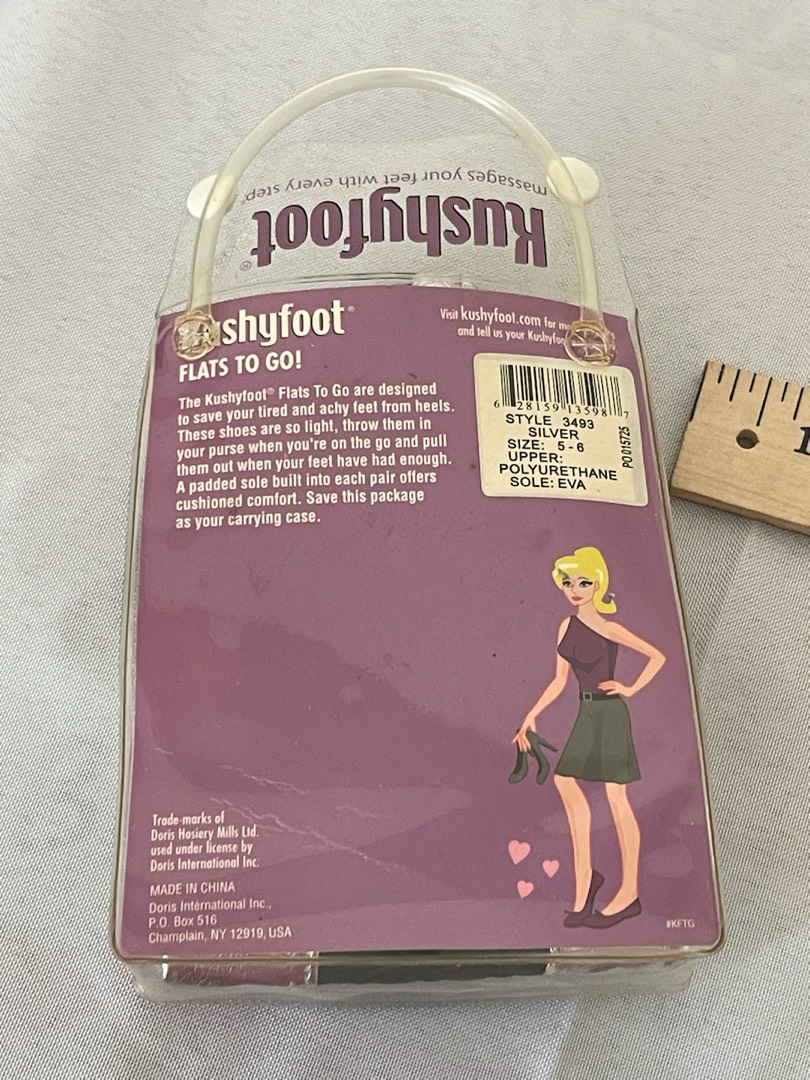 massages your feet with every step®
Kushyfoot®
shyfoot®
FLATS TO GO!
The Kushyfoot® Flats To Go are designed
to save your tired and achy feet from heels.
These shoes are so light, throw them in
your purse when you're on the go and pull
them out when your feet have had enough.
A padded sole built into each pair offers
cushioned comfort. Save this package
as your carrying case.
Visit kushyfoot.com for
and tell us your
6 28159 13598 7
STYLE 3493
SILVER
SIZE: 5-6
UPPER:
POLYURETHANE
SOLE: EVA
PO015725
Trade-marks of
Doris Hosiery Mills Ltd.
used under license by
Doris International Inc.
MADE IN CHINA
Doris International Inc.,
P.O. Box 516
Champlain, NY 12919, USA
#KFTG
1